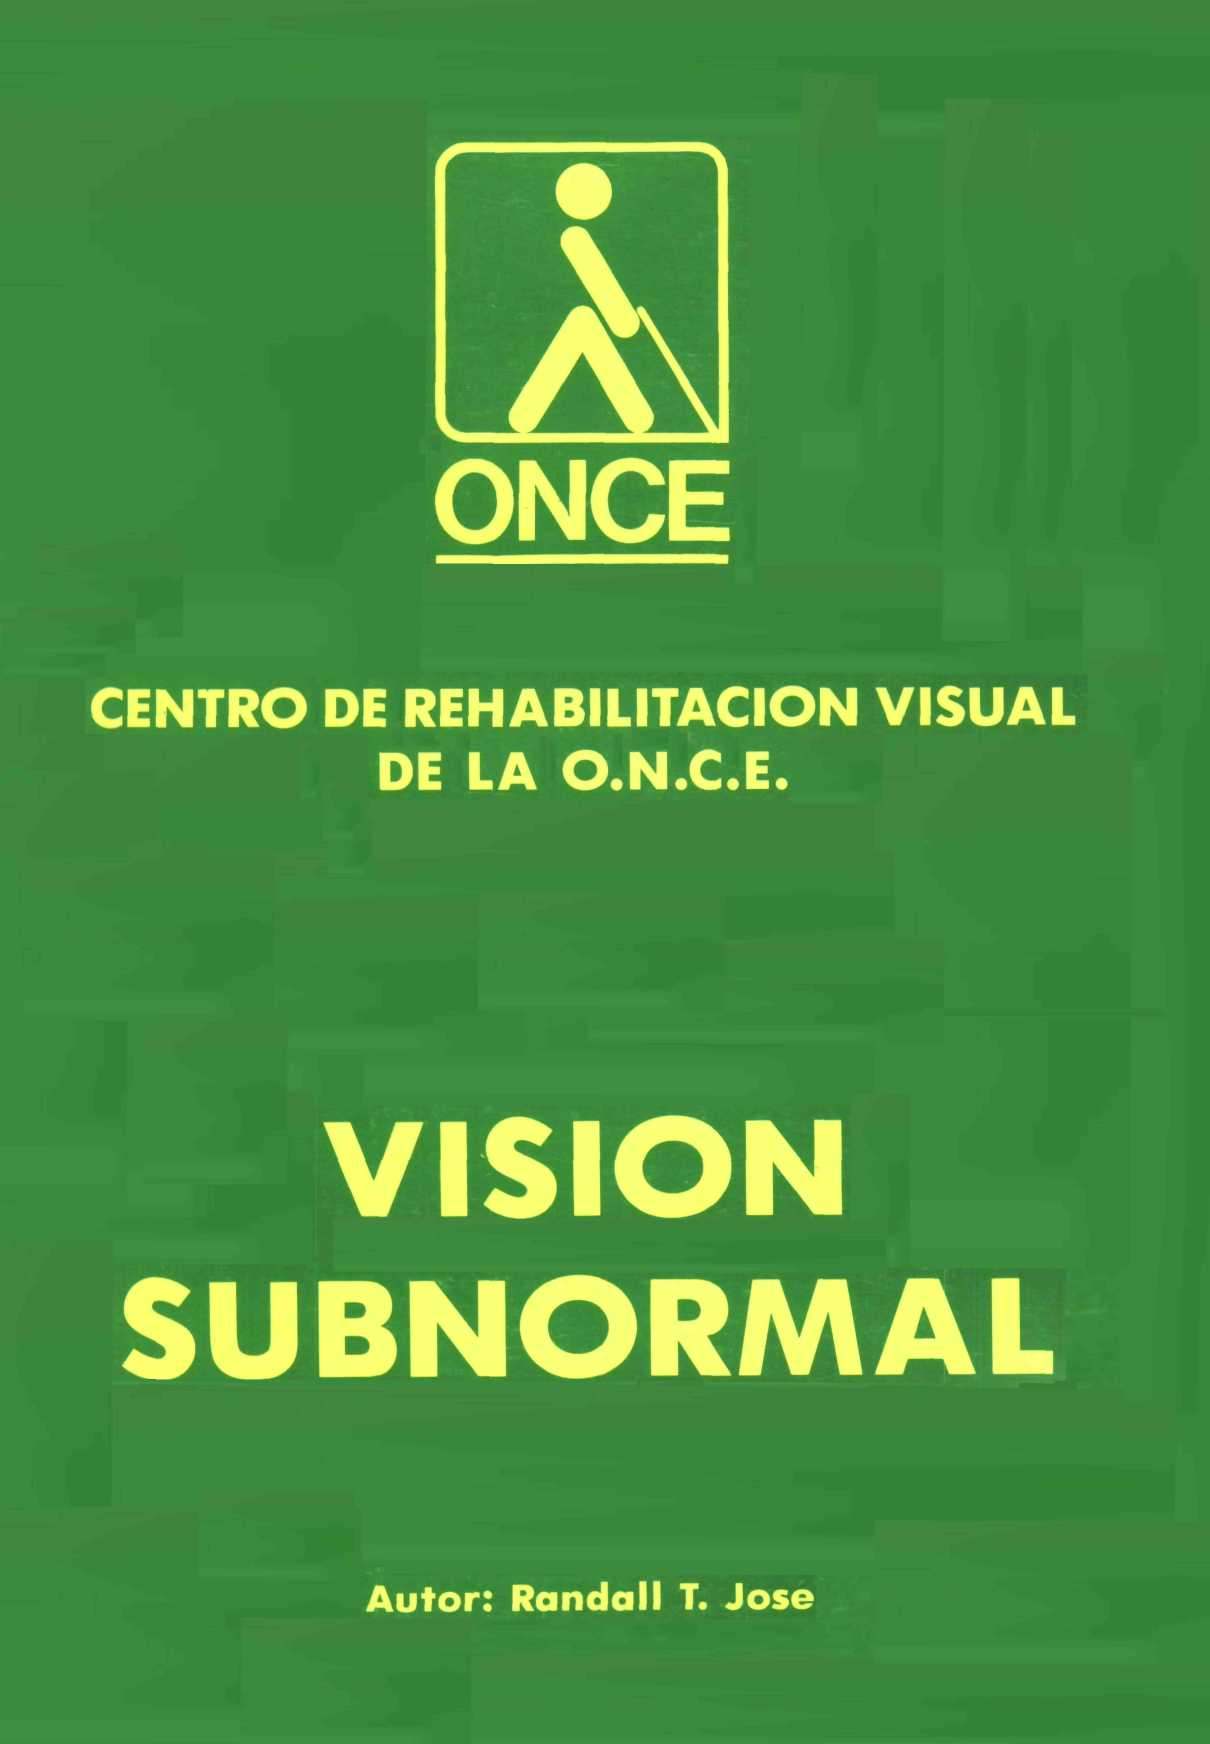 ONCE
CENTRO DE REHABILITACION VISUAL
DE LA O.N.C.E.
VISION
SUBNORMAL
Autor: Randall T. Jose